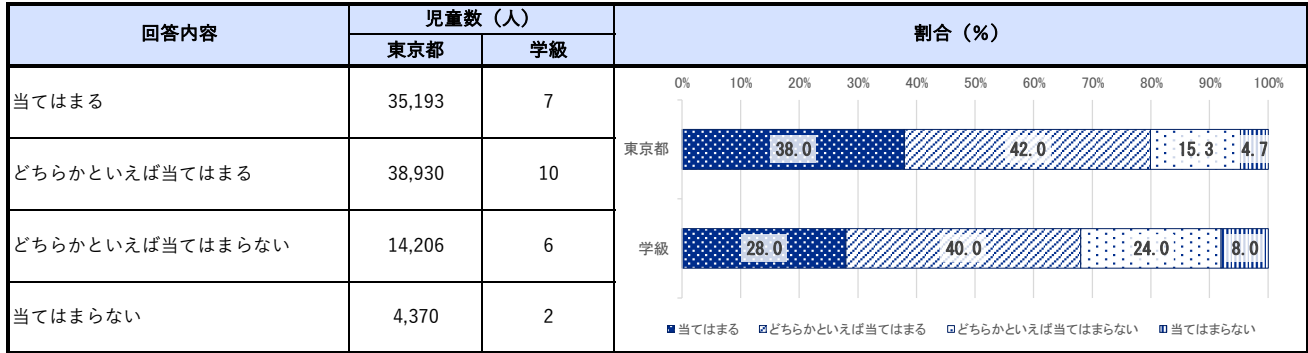 回答内容
児童数（人）
割合（%）
東京都
学級
当てはまる
35,193
7
どちらかといえば当てはまる
38,930
10
どちらかといえば当てはまらない
14,206
6
当てはまらない
4,370
2
0% 10% 20% 30% 40% 50% 60% 70% 80% 90% 100%
東京都 38.0 42.0 15.3 4.7
学級 28.0 40.0 24.0 8.0
当てはまる どちらかといえば当てはまる どちらかといえば当てはまらない 当てはまらない